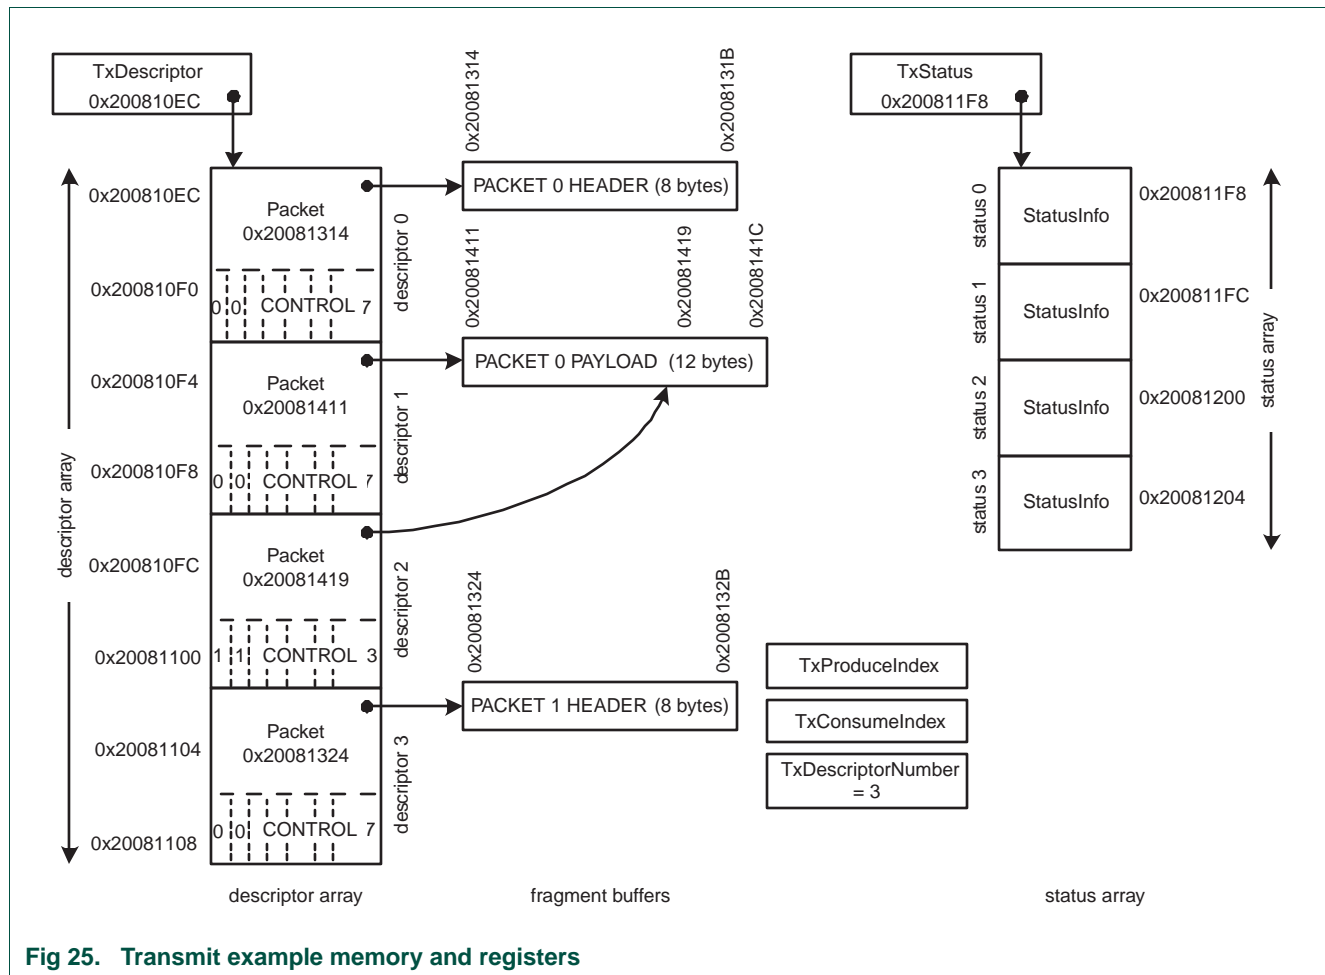 TxDescriptor
0x200810EC
0x20081314
0x2008131B
TxStatus
0x200811F8
0x200810EC
Packet
0x20081314
descriptor 0
PACKET 0 HEADER (8 bytes)
0x200810F0
0 0 CONTROL 7
0x20081411
0x20081419
0x2008141C
0x200810F4
Packet
0x20081411
descriptor 1
PACKET 0 PAYLOAD (12 bytes)
0x200810F8
0 0 CONTROL 7
descriptor array
0x200810FC
Packet
0x20081419
descriptor 2
0x20081100
1 1 CONTROL 3
0x20081324
0x2008132B
0x20081104
Packet
0x20081324
descriptor 3
PACKET 1 HEADER (8 bytes)
0x20081108
0 0 CONTROL 7
status 0
StatusInfo
0x200811F8
status 1
StatusInfo
0x200811FC
status 2
StatusInfo
0x20081200
status 3
StatusInfo
0x20081204
status array
TxProduceIndex
TxConsumeIndex
TxDescriptorNumber
= 3
descriptor array
fragment buffers
status array
Fig 25. Transmit example memory and registers